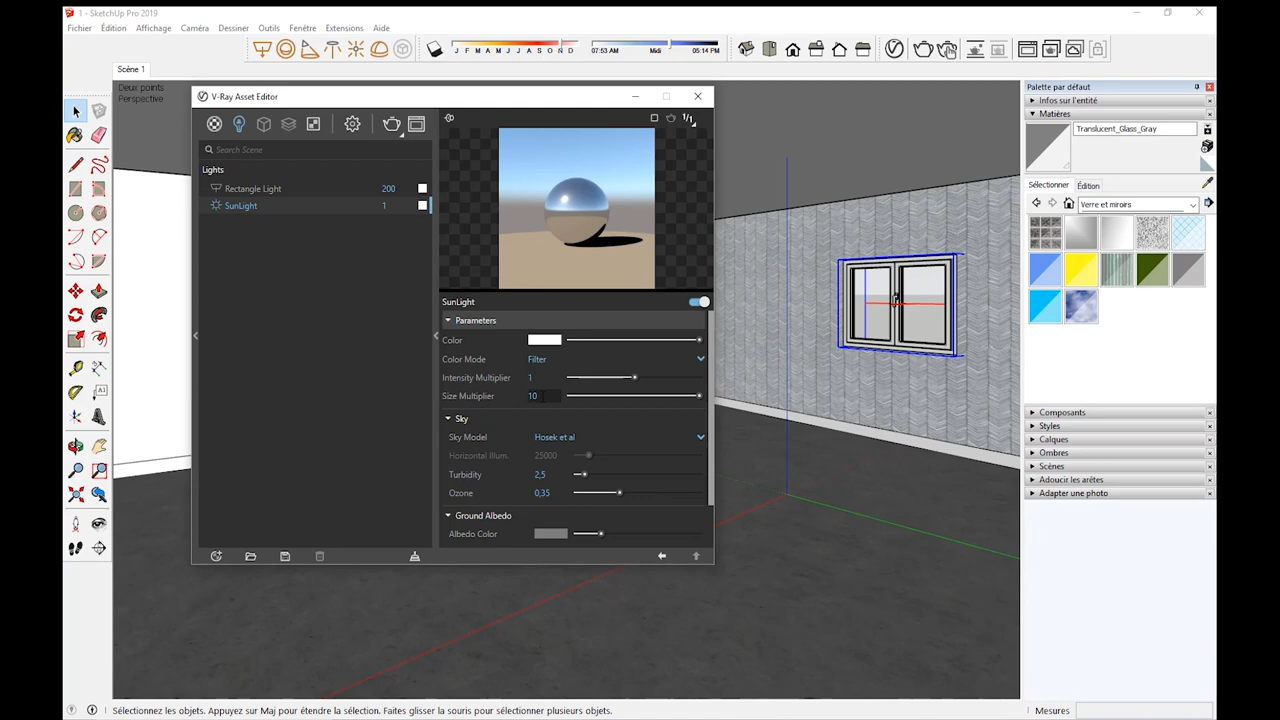 1 - SketchUp Pro 2019
Fichier Édition Affichage Caméra Dessiner Outils Fenêtre Extensions Aide
J F M A M J J A S O N D 07:53 AM Midi 05:14 PM
Scène 1
Deux points
Perspective
V-Ray Asset Editor
Search Scene
Lights
Rectangle Light 200
SunLight 1
1/1
SunLight
Parameters
Color
Color Mode Filter
Intensity Multiplier 1
Size Multiplier 10
Sky
Sky Model Hosek et al
Horizontal Illum. 25000
Turbidity 2,5
Ozone 0,35
Ground Albedo
Albedo Color
Palette par défaut
Infos sur l'entité
Matières
Translucent_Glass_Gray
Sélectionner Édition
Verre et miroirs
Composants
Styles
Calques
Ombres
Scènes
Adoucir les arêtes
Adapter une photo
A1
Sélectionnez les objets. Appuyez sur Maj pour étendre la sélection. Faites glisser la souris pour sélectionner plusieurs objets.
Mesures